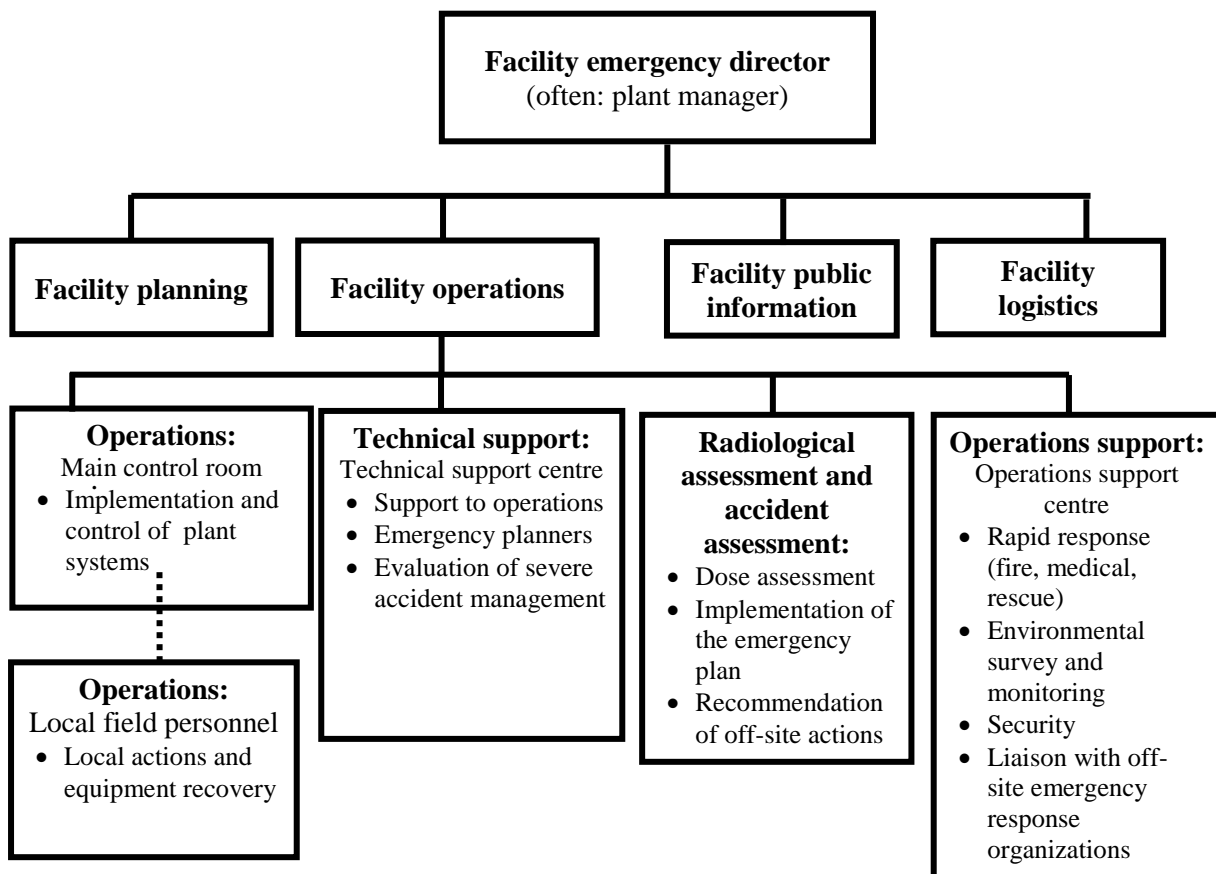 Facility emergency director
(often: plant manager)
Facility planning
Facility operations
Facility public
information
Facility
logistics
Operations:
Main control room
• Implementation and
control of plant
systems
Technical support:
Technical support centre
• Support to operations
• Emergency planners
• Evaluation of severe
accident management
Radiological
assessment and
accident
assessment:
• Dose assessment
• Implementation of
the emergency
plan
• Recommendation
of off-site actions
Operations support:
Operations support
centre
• Rapid response
(fire, medical,
rescue)
• Environmental
survey and
monitoring
• Security
• Liaison with off-
site emergency
response
organizations
Operations:
Local field personnel
• Local actions and
equipment recovery